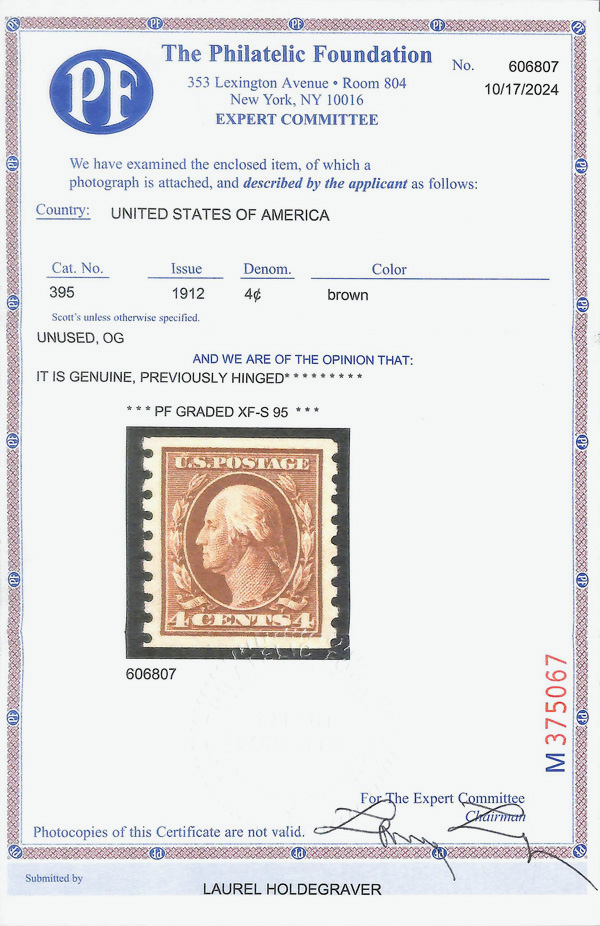 PF
The Philatelic Foundation
No. 606807
353 Lexington Avenue • Room 804
10/17/2024
New York, NY 10016
EXPERT COMMITTEE
We have examined the enclosed item, of which a
photograph is attached, and described by the applicant as follows:
Country: UNITED STATES OF AMERICA
Cat. No. Issue Denom. Color
395 1912 4¢ brown
Scott's unless otherwise specified.
UNUSED, OG
AND WE ARE OF THE OPINION THAT:
IT IS GENUINE, PREVIOUSLY HINGED* * * * * * * * *
* * * PF GRADED XF-S 95 * * *
U.S. POSTAGE
4 CENTS 4
606807
M 375067
For The Expert Committee
Chairman
Photocopies of this Certificate are not valid.
Submitted by
LAUREL HOLDEGRAVER